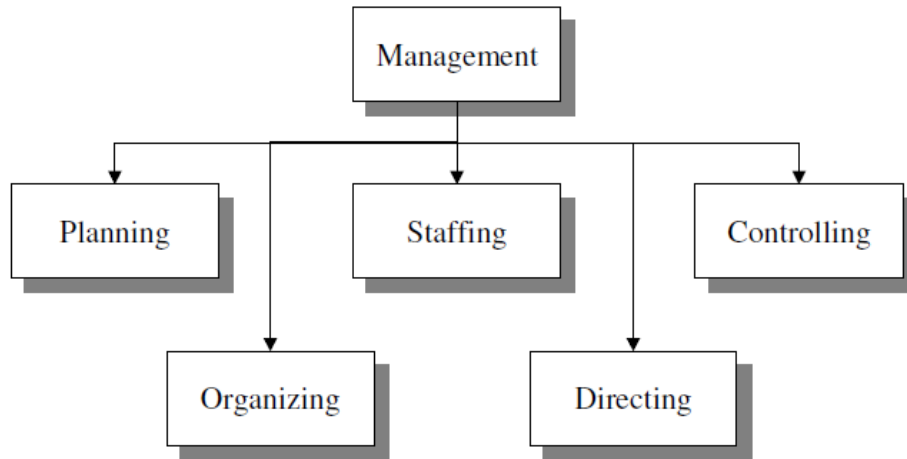 Management
Planning
Staffing
Controlling
Organizing
Directing